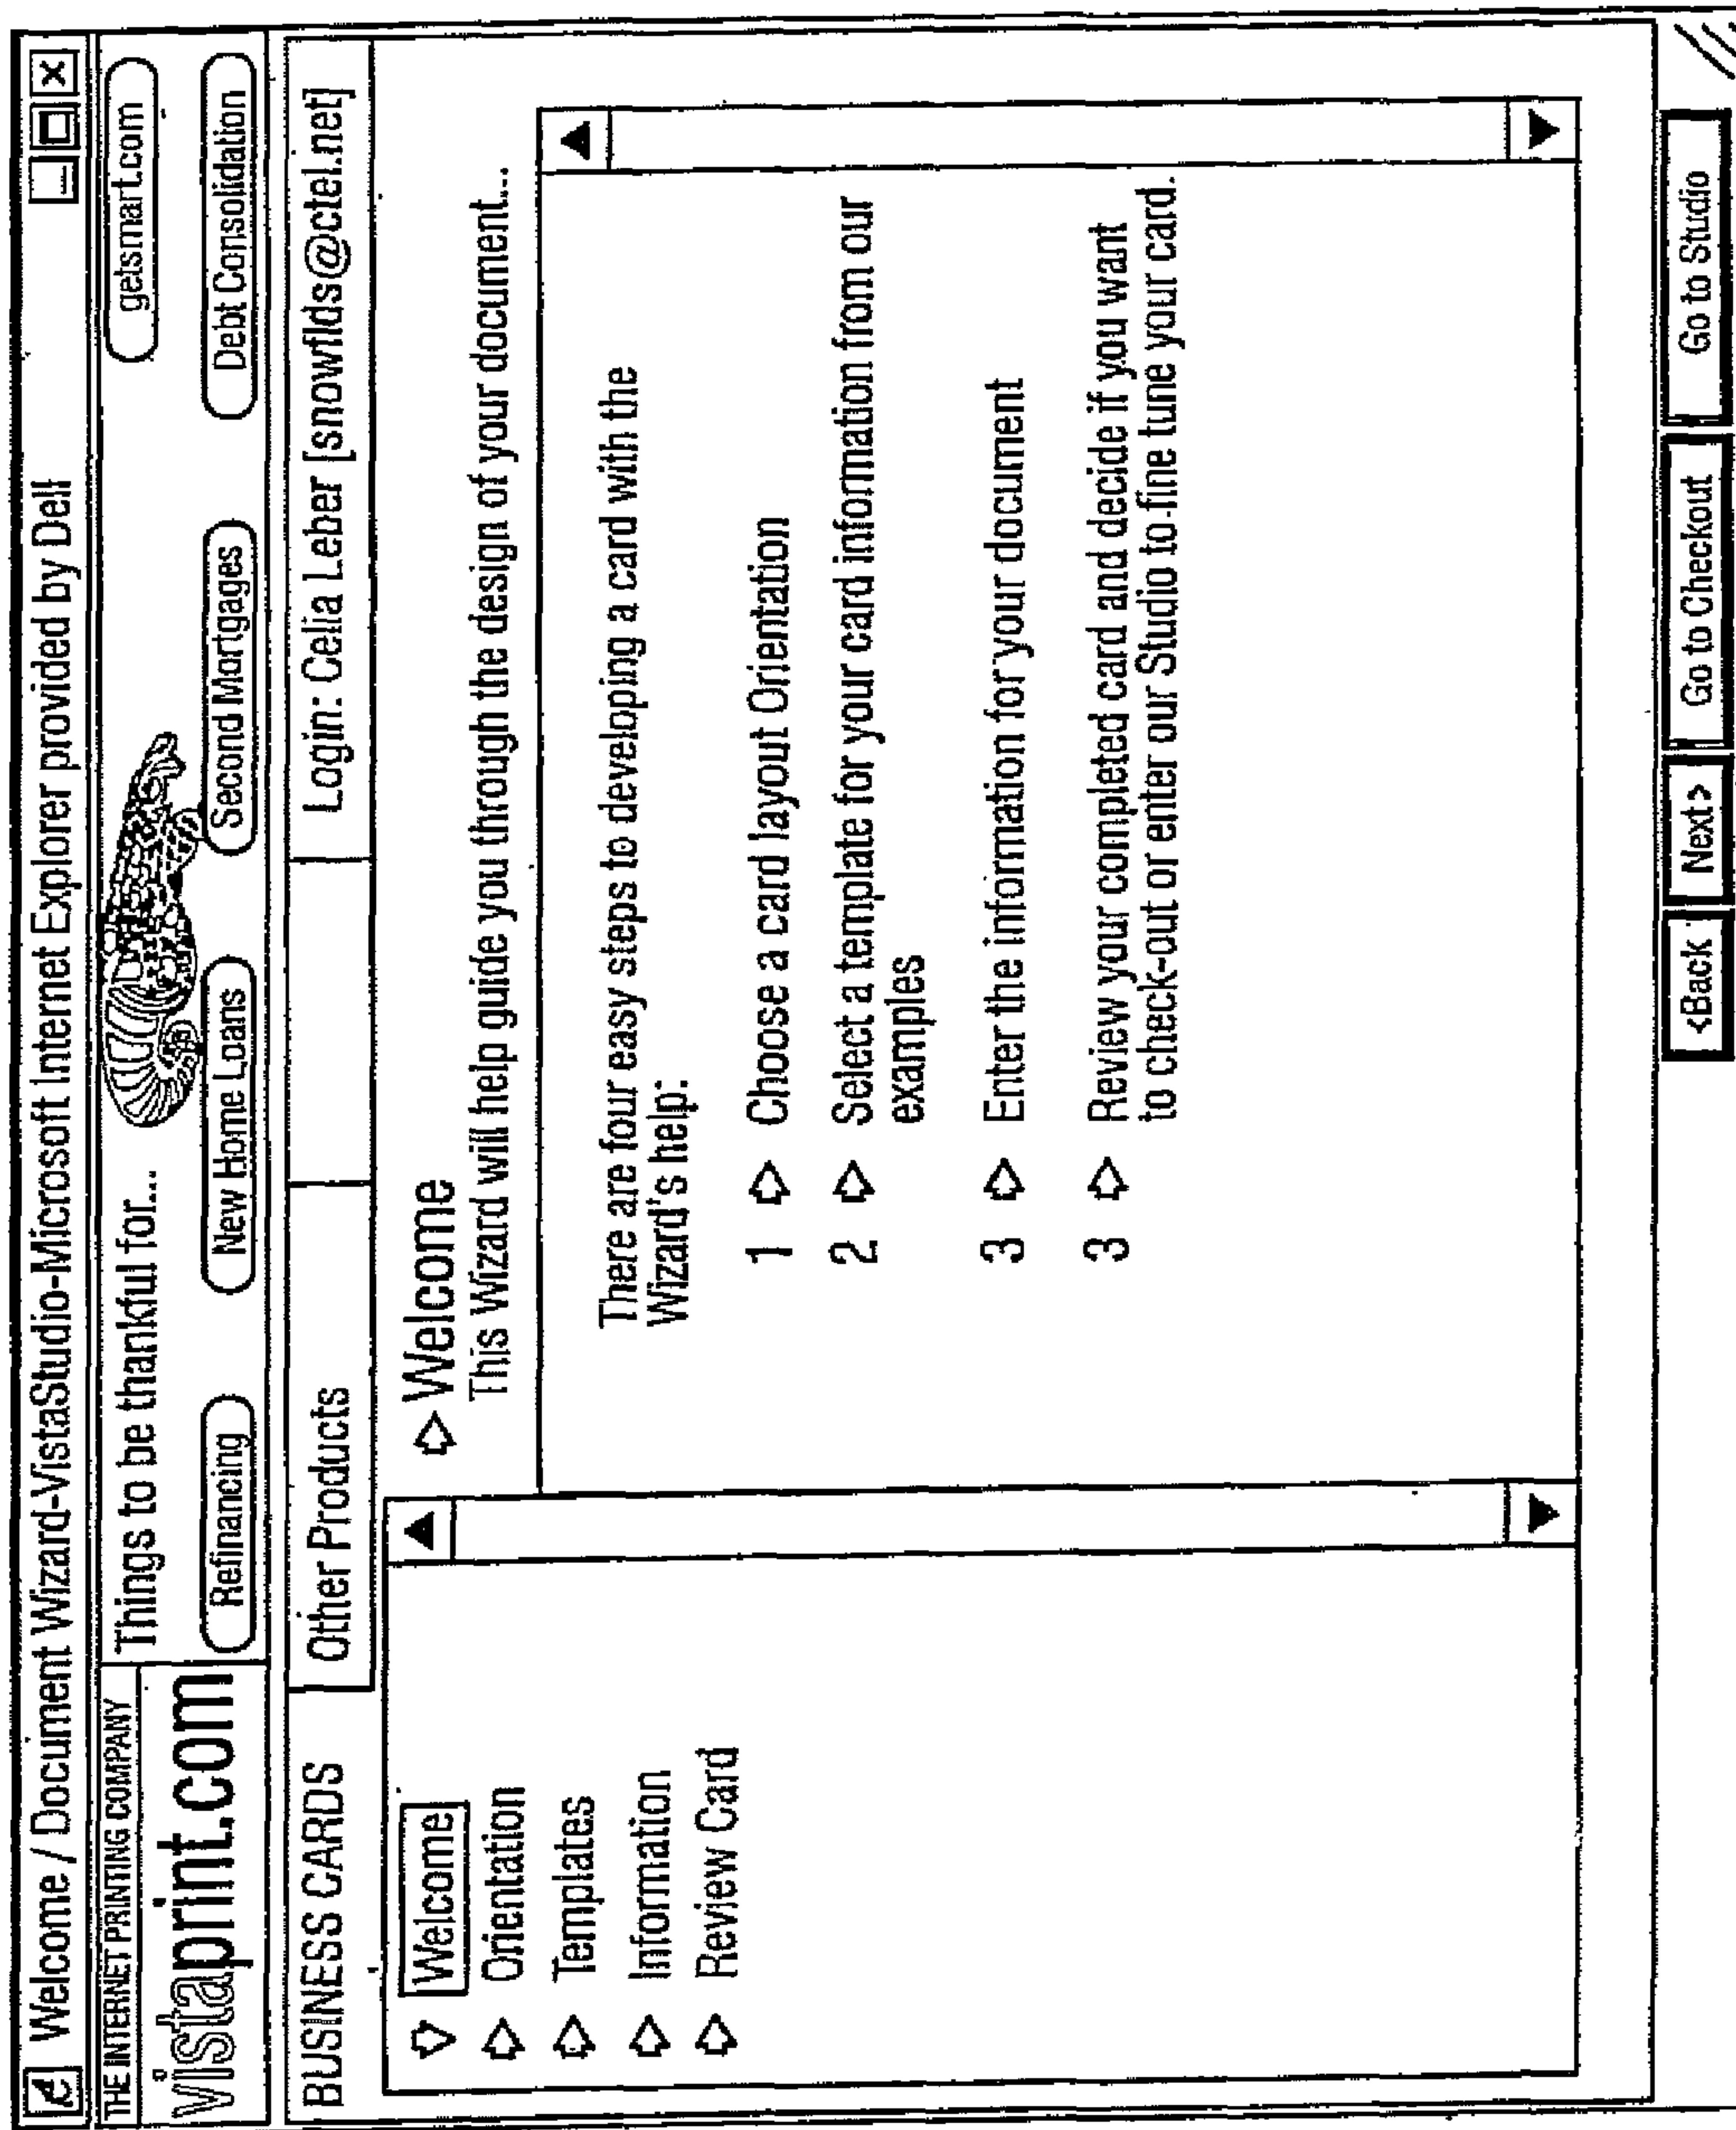 Welcome / Document Wizard-VistaStudio-Microsoft Internet Explorer provided by Dell
THE INTERNET PRINTING COMPANY
vistaprint.com
Things to be thankful for...
getsmart.com
Refinancing
New Home Loans
Second Mortgages
Debt Consolidation
BUSINESS CARDS
Other Products
Login: Celia Leber [snowflds@ctel.net]
Welcome
Orientation
Templates
Information
Review Card
Welcome
This Wizard will help guide you through the design of your document...
There are four easy steps to developing a card with the
Wizard's help:
1 Choose a card layout Orientation
2 Select a template for your card information from our
examples
3 Enter the information for your document
3 Review your completed card and decide if you want
to check-out or enter our Studio to fine tune your card.
<Back
Next>
Go to Checkout
Go to Studio